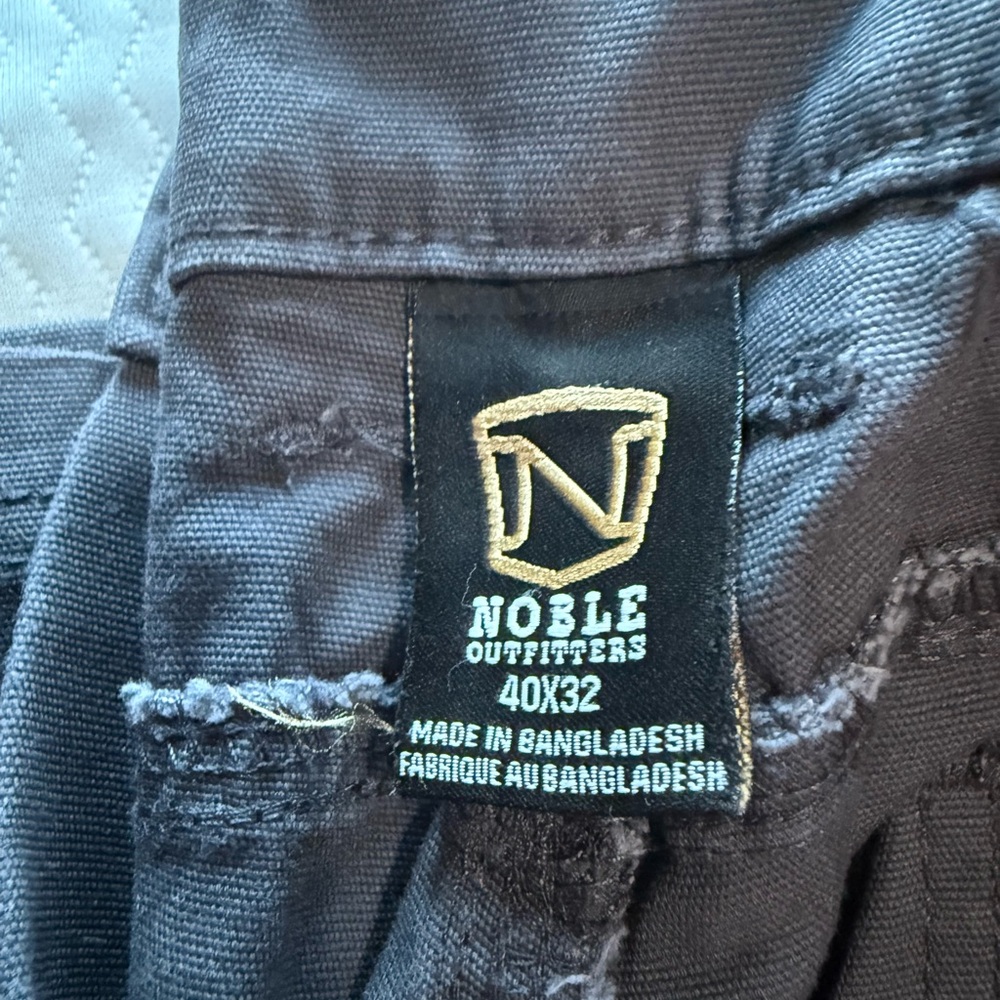 N
NOBLE
OUTFITTERS
40X32
MADE IN BANGLADESH
FABRIQUE AU BANGLADESH